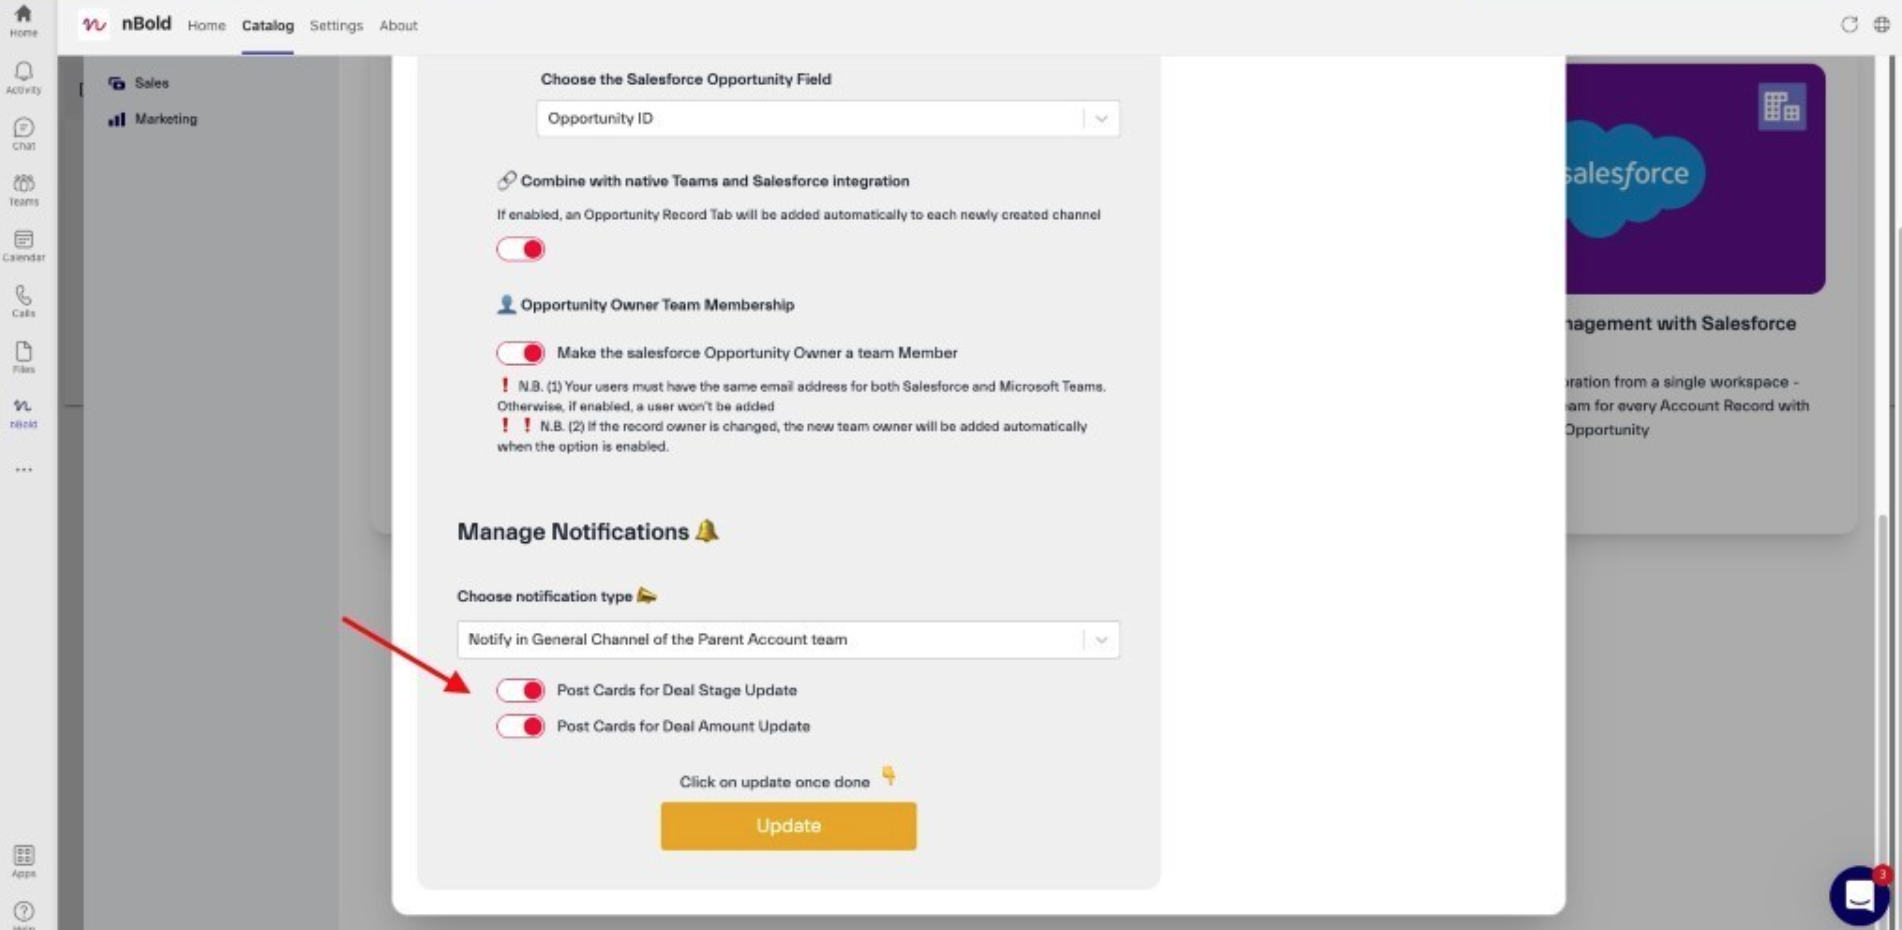 Home
nBold Home Catalog Settings About
Activity
Chat
Teams
Calendar
Calls
Files
nBold
Apps
Sales
Marketing
Choose the Salesforce Opportunity Field
Opportunity ID
Combine with native Teams and Salesforce integration
If enabled, an Opportunity Record Tab will be added automatically to each newly created channel
Opportunity Owner Team Membership
Make the salesforce Opportunity Owner a team Member
N.B. (1) Your users must have the same email address for both Salesforce and Microsoft Teams.
Otherwise, if enabled, a user won't be added
N.B. (2) If the record owner is changed, the new team owner will be added automatically
when the option is enabled.
Manage Notifications
Choose notification type
Notify in General Channel of the Parent Account team
Post Cards for Deal Stage Update
Post Cards for Deal Amount Update
Click on update once done
Update
salesforce
nagement with Salesforce
oration from a single workspace -
am for every Account Record with
Opportunity
3